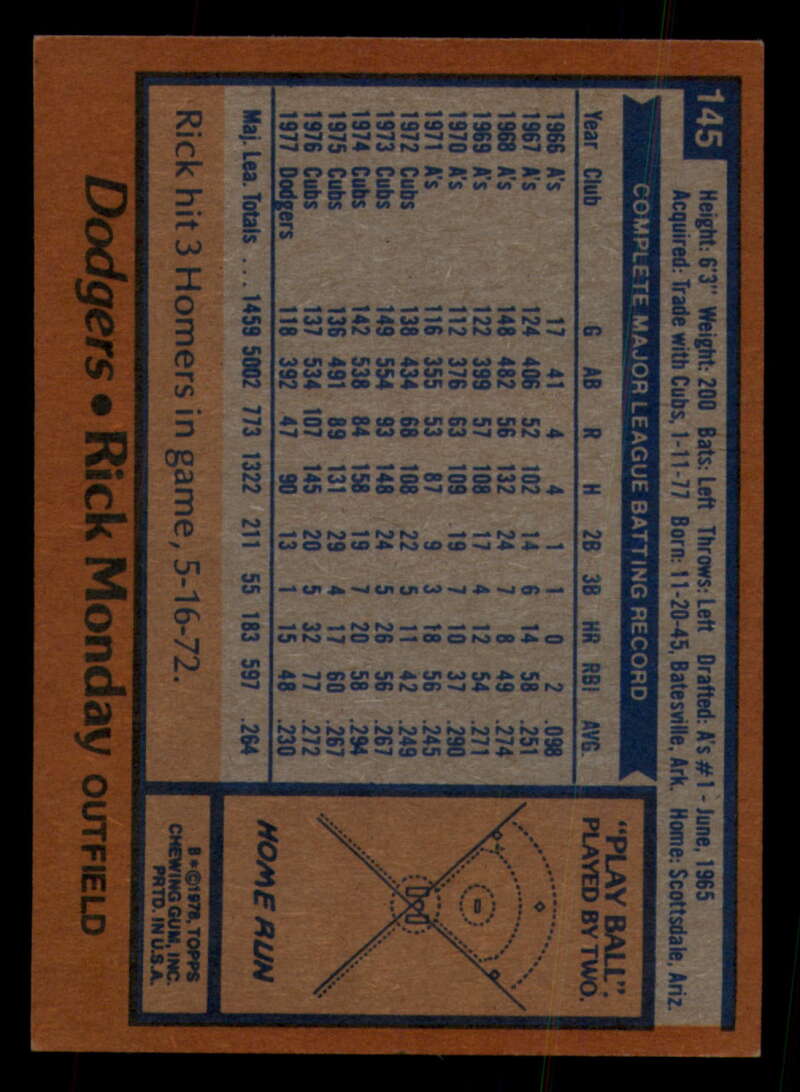 145
Height: 6'3" Weight: 200 Bats: Left Throws: Left Drafted: A's #1 - June, 1965
Acquired: Trade with Cubs, 1-11-77 Born: 11-20-45, Batesville, Ark. Home: Scottsdale, Ariz.
COMPLETE MAJOR LEAGUE BATTING RECORD
Year Club G AB R H 2B 3B HR RBI AVG.
1966 A's 17 41 4 4 1 1 0 2 .098
1967 A's 124 406 52 102 14 6 14 58 .251
1968 A's 148 482 56 132 24 7 8 49 .274
1969 A's 122 399 57 108 17 4 12 54 .271
1970 A's 112 376 63 109 19 7 10 37 .290
1971 A's 116 355 53 87 9 3 18 56 .245
1972 Cubs 138 434 68 108 22 5 11 42 .249
1973 Cubs 149 554 93 148 24 5 26 56 .267
1974 Cubs 142 538 84 158 19 7 20 58 .294
1975 Cubs 136 491 89 131 29 4 17 60 .267
1976 Cubs 137 534 107 145 20 5 32 77 .272
1977 Dodgers 118 392 47 90 13 1 15 48 .230
Maj. Lea. Totals ... 1459 5002 773 1322 211 55 183 597 .264
Rick hit 3 Homers in game, 5-16-72.
"PLAY BALL":
PLAYED BY TWO.
HOME RUN
B*©1978, TOPPS
CHEWING GUM, INC.
PRTD. IN U.S.A.
Dodgers • Rick Monday OUTFIELD